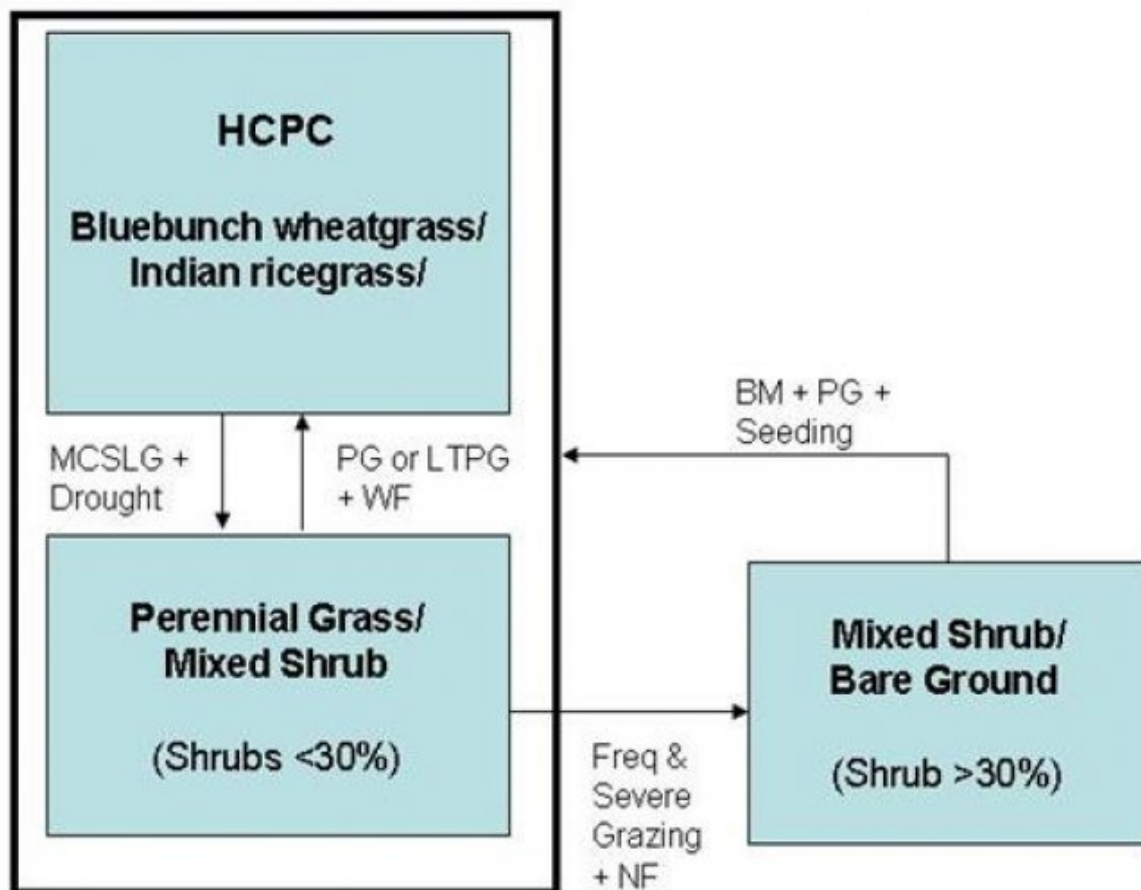 HCPC
Bluebunch wheatgrass/
Indian ricegrass/
MCSLG +
Drought
PG or LTPG
+ WF
Perennial Grass/
Mixed Shrub
(Shrubs <30%)
BM + PG +
Seeding
Freq &
Severe
Grazing
+ NF
Mixed Shrub/
Bare Ground
(Shrub >30%)